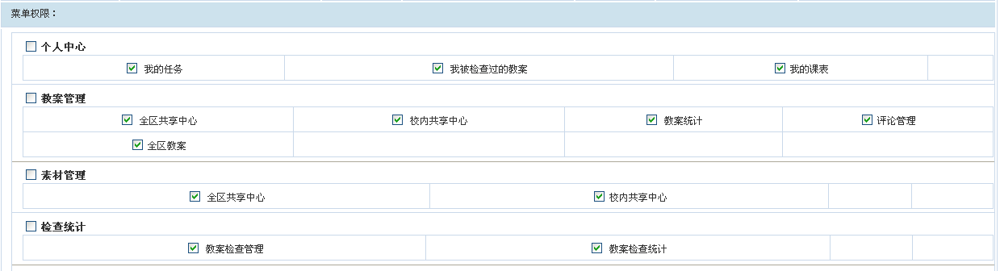 菜单权限：
个人中心
我的任务 我被检查过的教案 我的课表
教案管理
全区共享中心 校内共享中心 教案统计 评论管理
全区教案
素材管理
全区共享中心 校内共享中心
检查统计
教案检查管理 教案检查统计